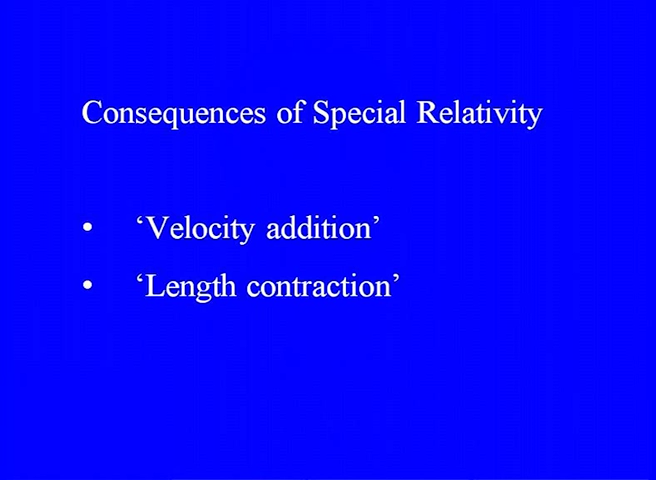 Consequences of Special Relativity
• ‘Velocity addition’
• ‘Length contraction’